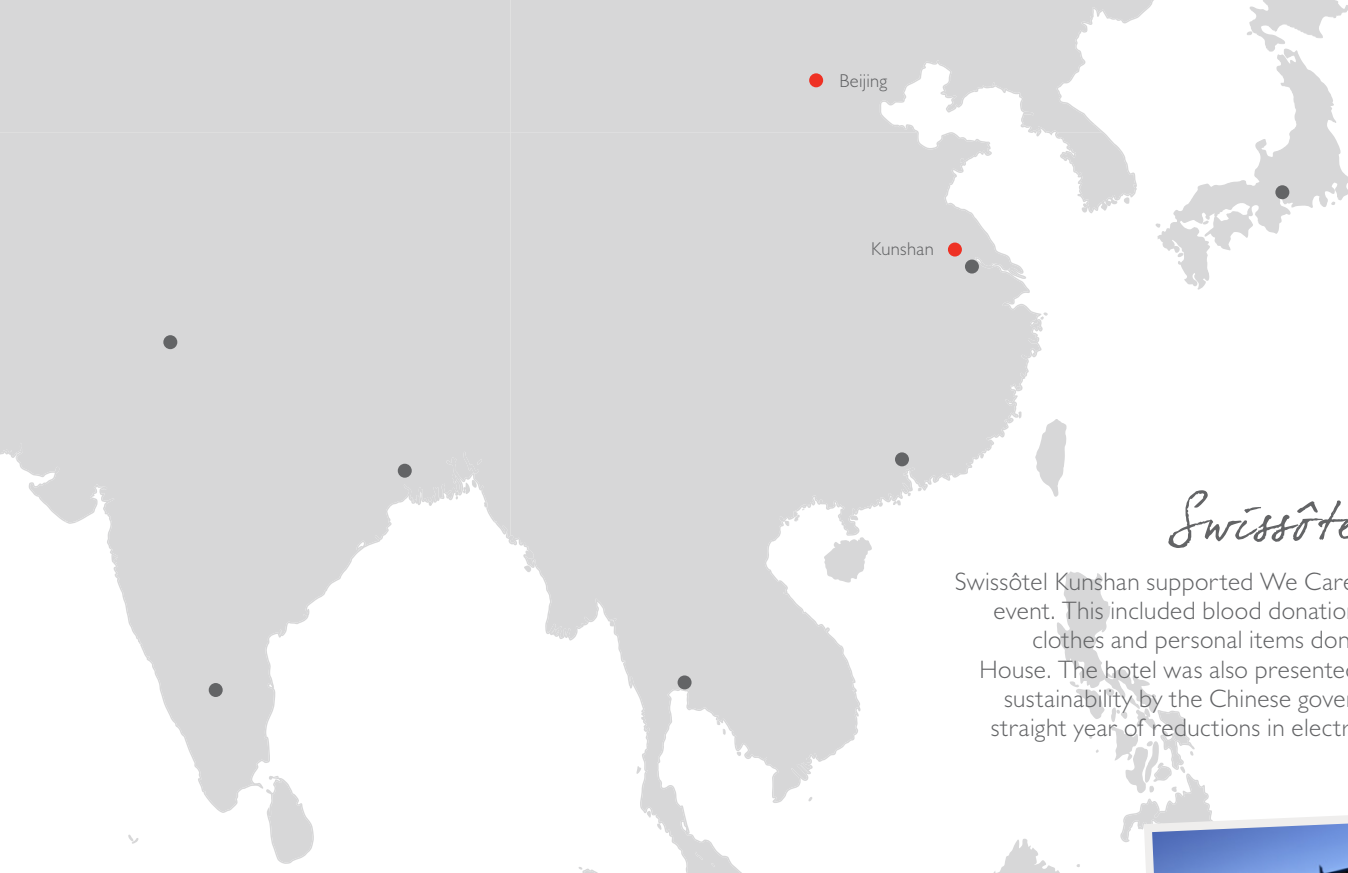 Beijing
Kunshan
Swissôte
Swissôtel Kunshan supported We Care
event. This included blood donation
clothes and personal items don
House. The hotel was also presented
sustainability by the Chinese gover
straight year of reductions in electr